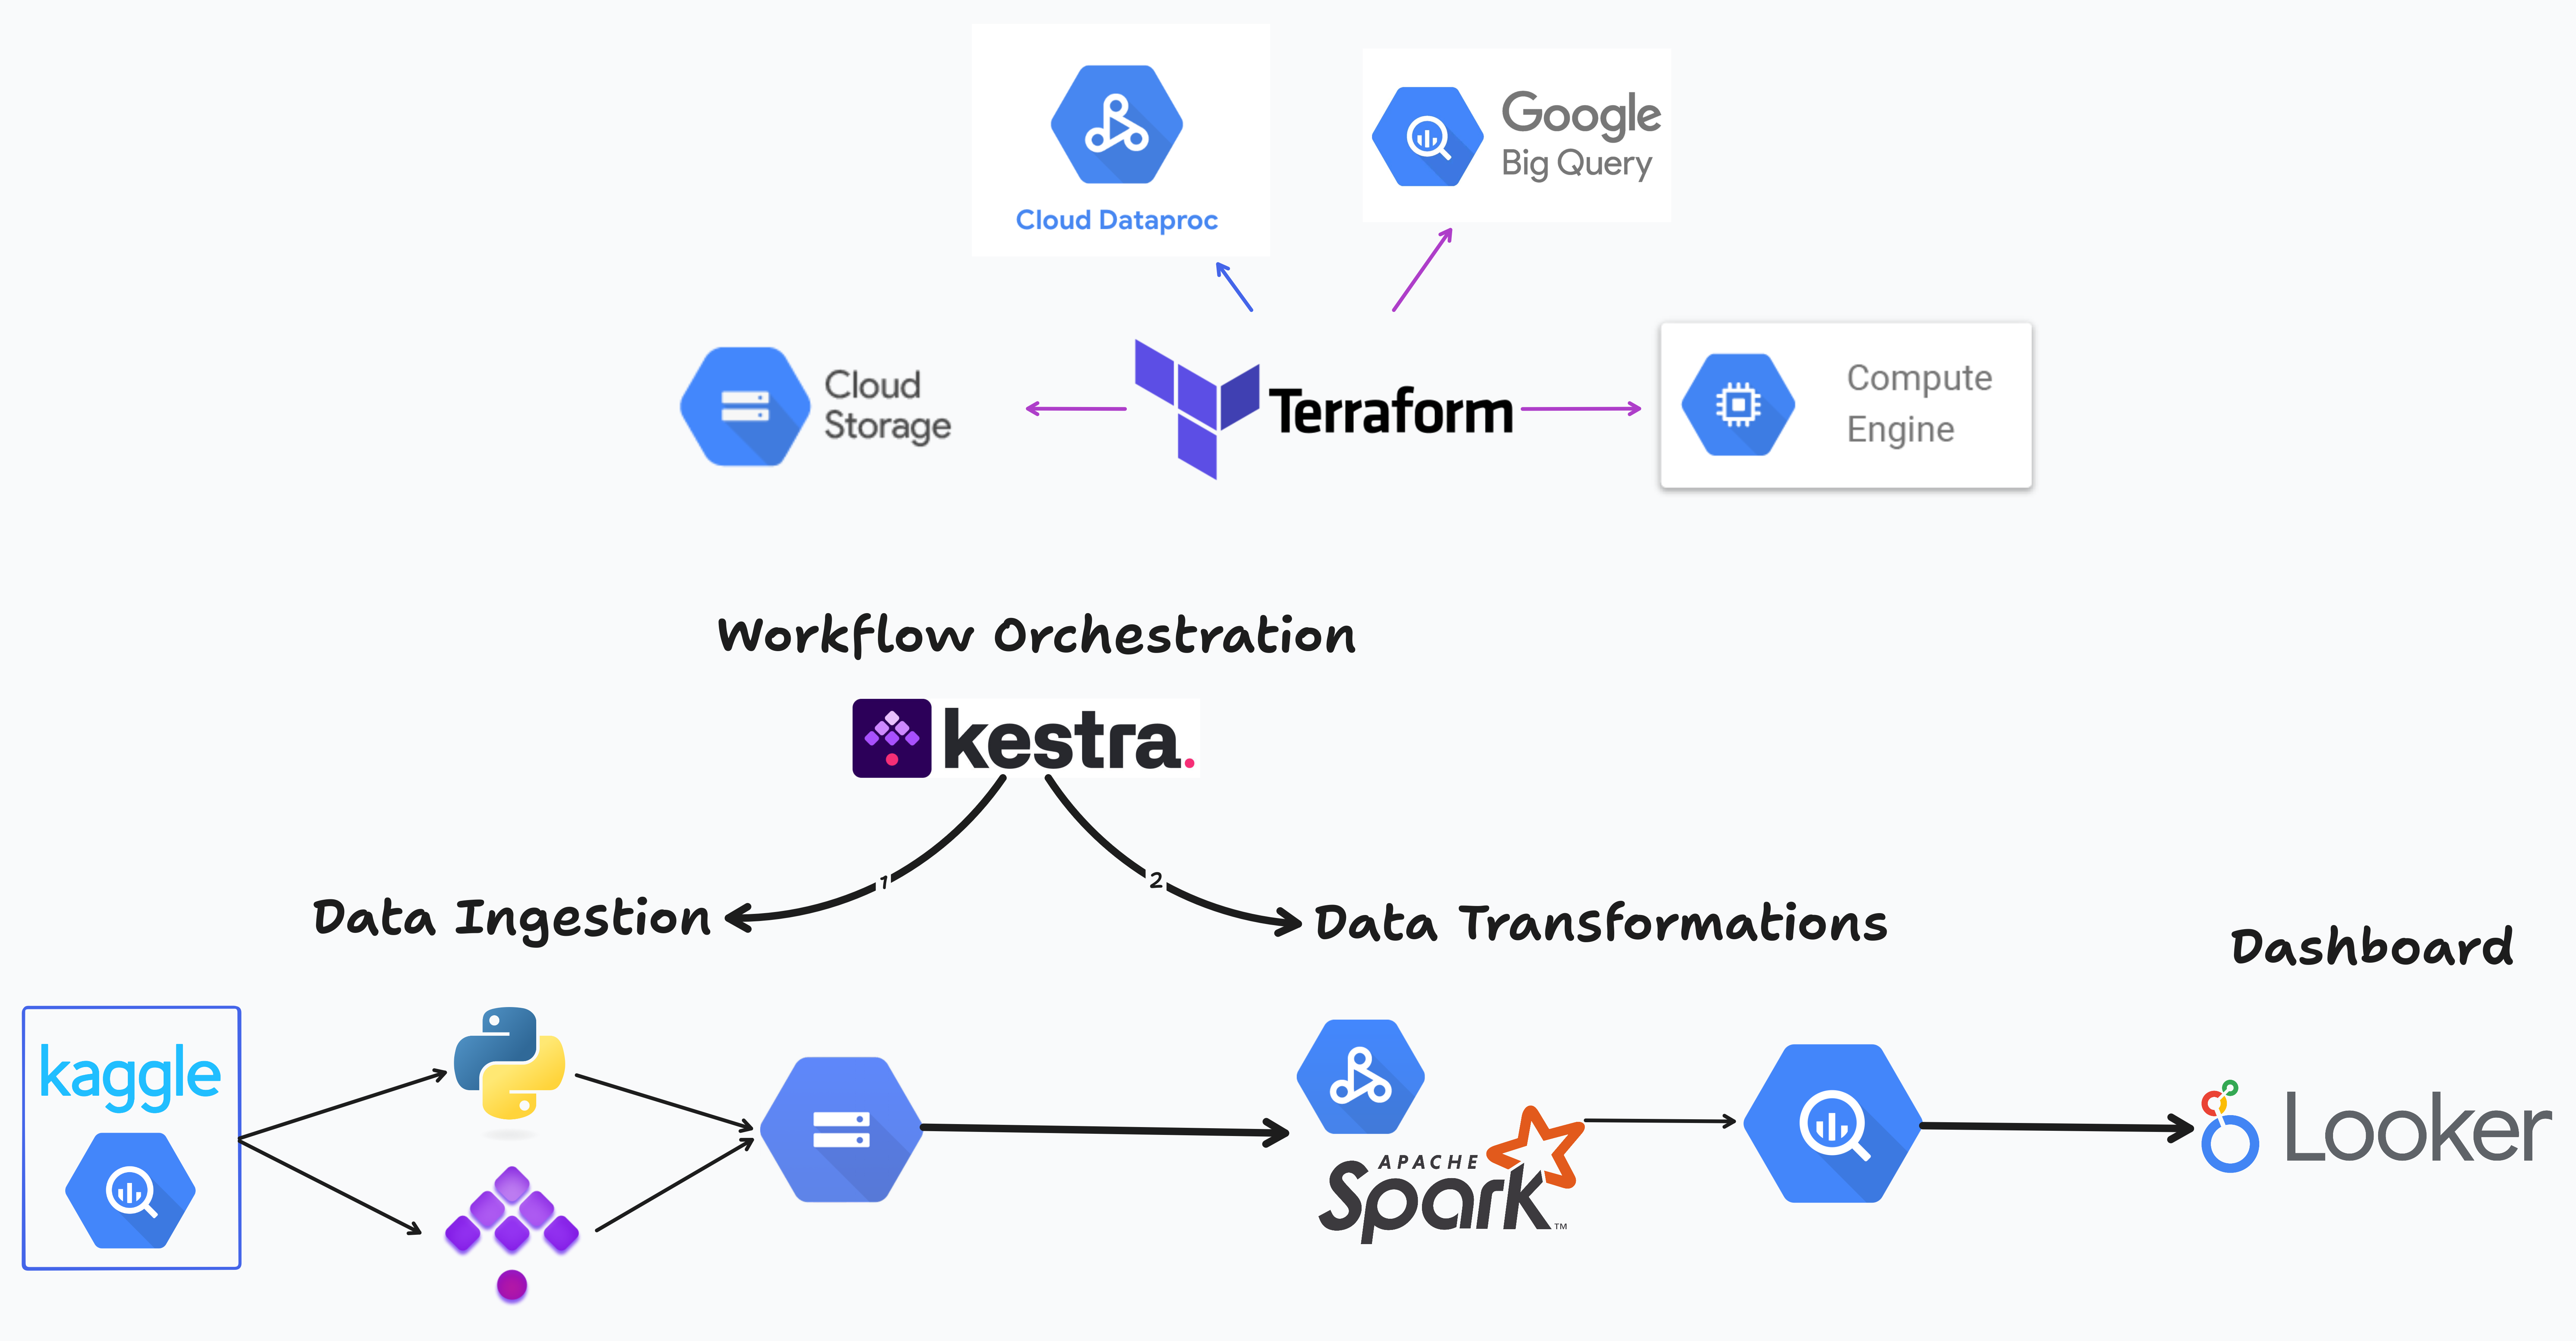 Cloud Dataproc
Google
Big Query
Cloud
Storage
Terraform
Compute
Engine
Workflow Orchestration
kestra.
1
2
Data Ingestion
Data Transformations
Dashboard
kaggle
APACHE
Spark™
Looker